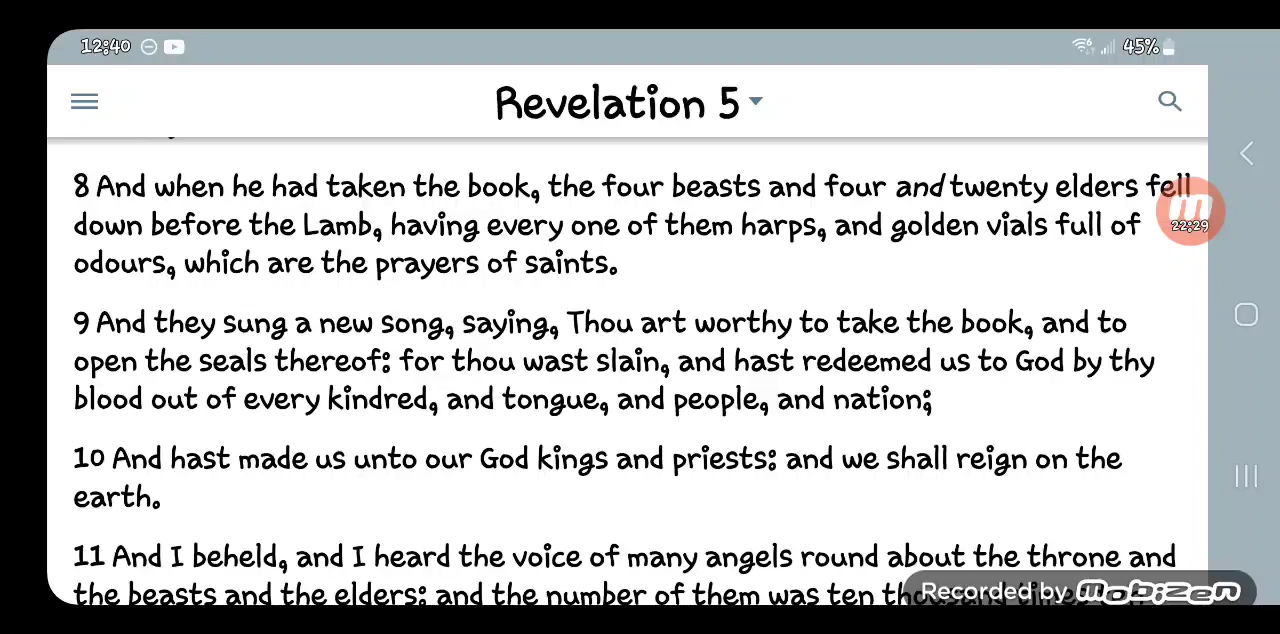 12:40 45%
Revelation 5
8 And when he had taken the book, the four beasts and four and twenty elders fell
down before the Lamb, having every one of them harps, and golden vials full of
odours, which are the prayers of saints.
22:29
9 And they sung a new song, saying, Thou art worthy to take the book, and to
open the seals thereof: for thou wast slain, and hast redeemed us to God by thy
blood out of every kindred, and tongue, and people, and nation;
10 And hast made us unto our God kings and priests: and we shall reign on the
earth.
11 And I beheld, and I heard the voice of many angels round about the throne and
the beasts and the elders: and the number of them was ten
Recorded by mobizen